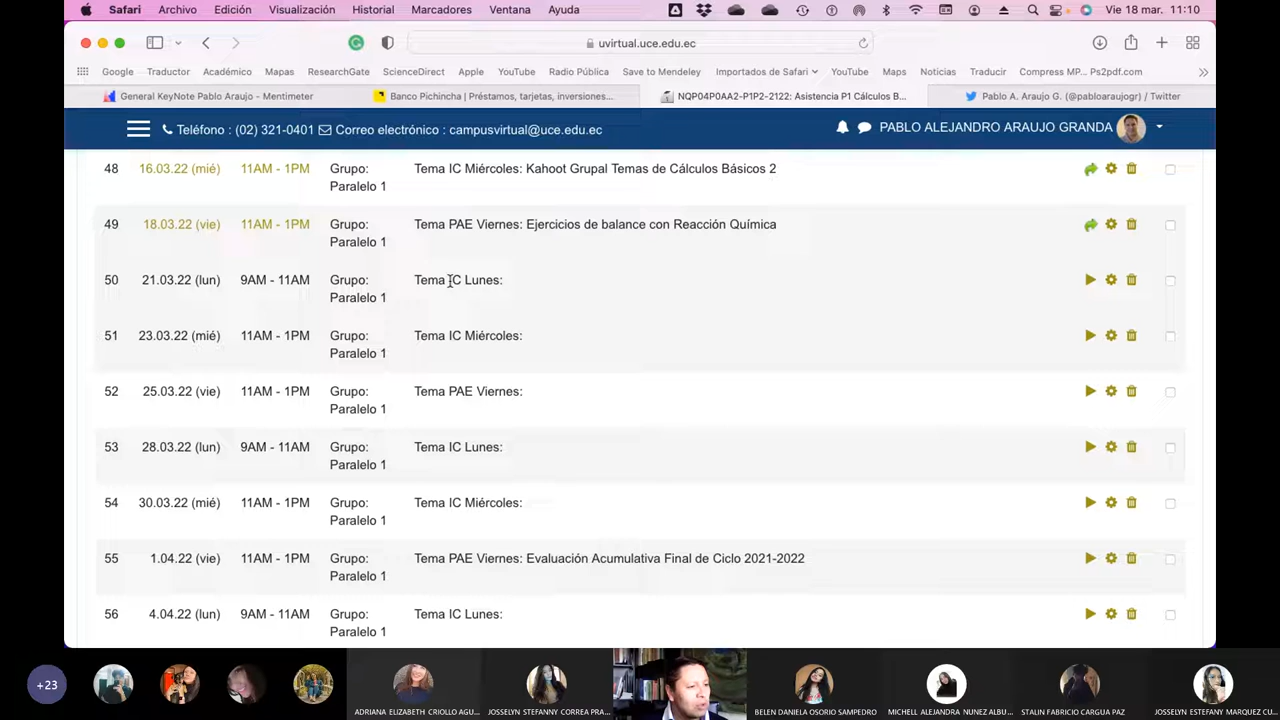 Safari Archivo Edición Visualización Historial Marcadores Ventana Ayuda Vie 18 mar. 11:10
uvirtual.uce.edu.ec
Google Traductor Académico Mapas ResearchGate ScienceDirect Apple YouTube Radio Pública Save to Mendeley Importados de Safari YouTube Maps Noticias Traducir Compress MP... Ps2pdf.com
General KeyNote Pablo Araujo - Mentimeter Banco Pichincha | Préstamos, tarjetas, inversiones... NQP04P0AA2-P1P2-2122: Asistencia P1 Cálculos B... Pablo A. Araujo G. (@pabloaraujogr) / Twitter
Teléfono : (02) 321-0401 Correo electrónico : campusvirtual@uce.edu.ec PABLO ALEJANDRO ARAUJO GRANDA
48 16.03.22 (mié) 11AM - 1PM Grupo: Tema IC Miércoles: Kahoot Grupal Temas de Cálculos Básicos 2
Paralelo 1
49 18.03.22 (vie) 11AM - 1PM Grupo: Tema PAE Viernes: Ejercicios de balance con Reacción Química
Paralelo 1
50 21.03.22 (lun) 9AM - 11AM Grupo: Tema IC Lunes:
Paralelo 1
51 23.03.22 (mié) 11AM - 1PM Grupo: Tema IC Miércoles:
Paralelo 1
52 25.03.22 (vie) 11AM - 1PM Grupo: Tema PAE Viernes:
Paralelo 1
53 28.03.22 (lun) 9AM - 11AM Grupo: Tema IC Lunes:
Paralelo 1
54 30.03.22 (mié) 11AM - 1PM Grupo: Tema IC Miércoles:
Paralelo 1
55 1.04.22 (vie) 11AM - 1PM Grupo: Tema PAE Viernes: Evaluación Acumulativa Final de Ciclo 2021-2022
Paralelo 1
56 4.04.22 (lun) 9AM - 11AM Grupo: Tema IC Lunes:
Paralelo 1
+23
ADRIANA ELIZABETH CRIOLLO AGU... JOSSELYN STEFANNY CORREA PRA... BELEN DANIELA OSORIO SAMPEDRO MICHELL ALEJANDRA NUNEZ ALBU... STALIN FABRICIO CARGUA PAZ JOSSELYN ESTEFANY MARQUEZ CU...